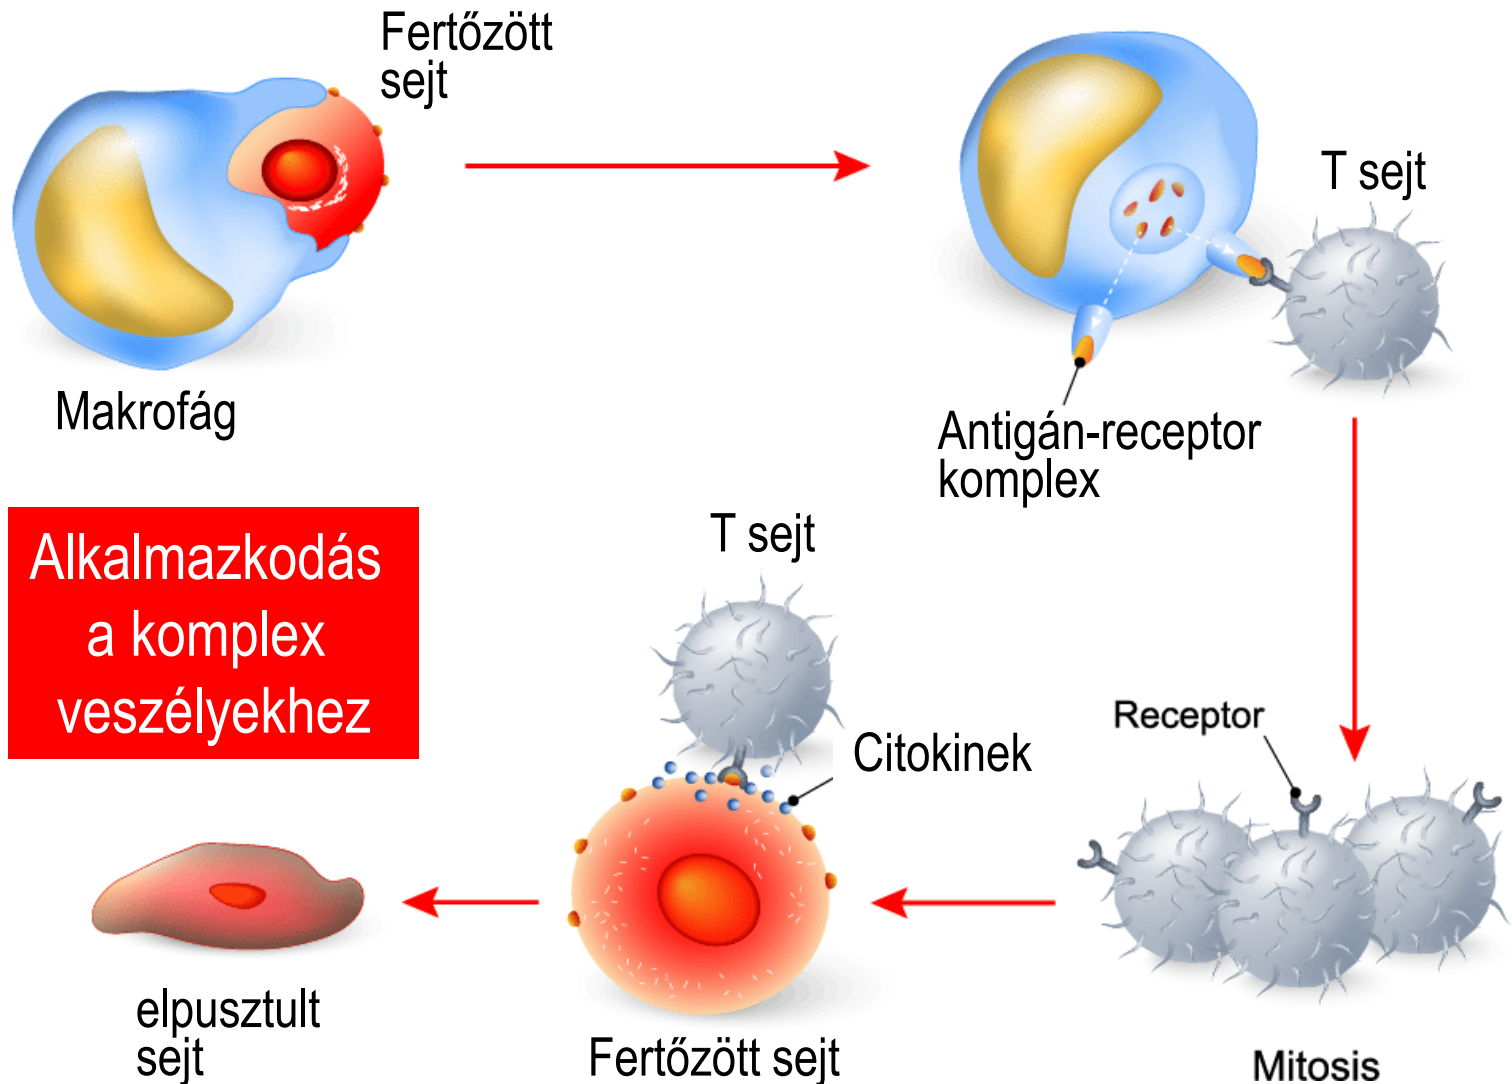 Fertőzött
sejt
T sejt
Makrofág
Antigán-receptor
komplex
Alkalmazkodás
a komplex
veszélyekhez
T sejt
Receptor
Citokinek
elpusztult
sejt
Fertőzött sejt
Mitosis